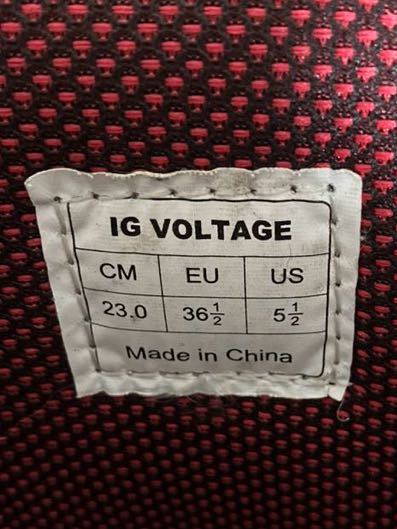 IG VOLTAGE
CM EU US
23.0 36½ 5½
Made in China